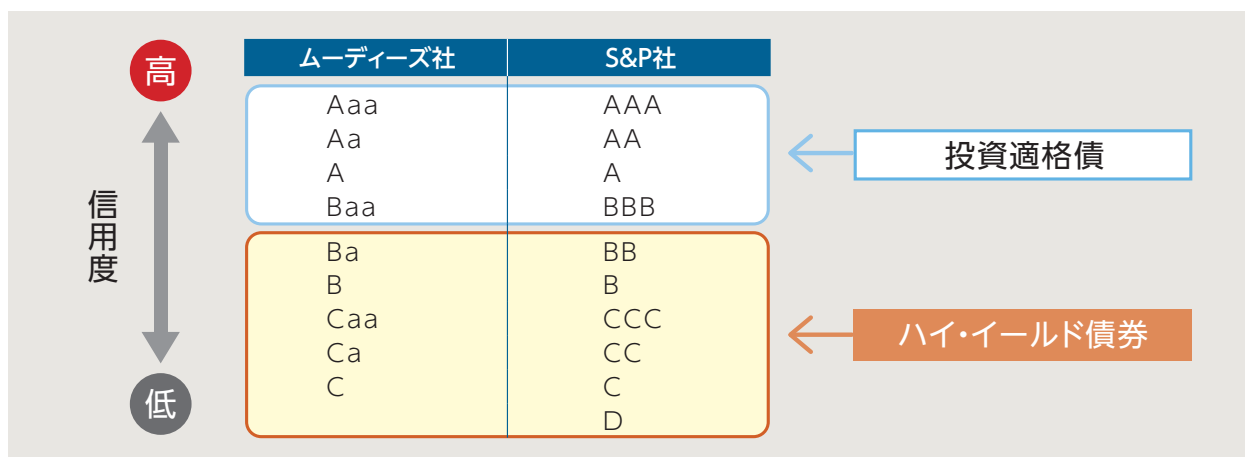 高
信用度
低
ムーディーズ社 S&P社
Aaa AAA
Aa AA
A A
Baa BBB
Ba BB
B B
Caa CCC
Ca CC
C C
D
投資適格債
ハイ・イールド債券